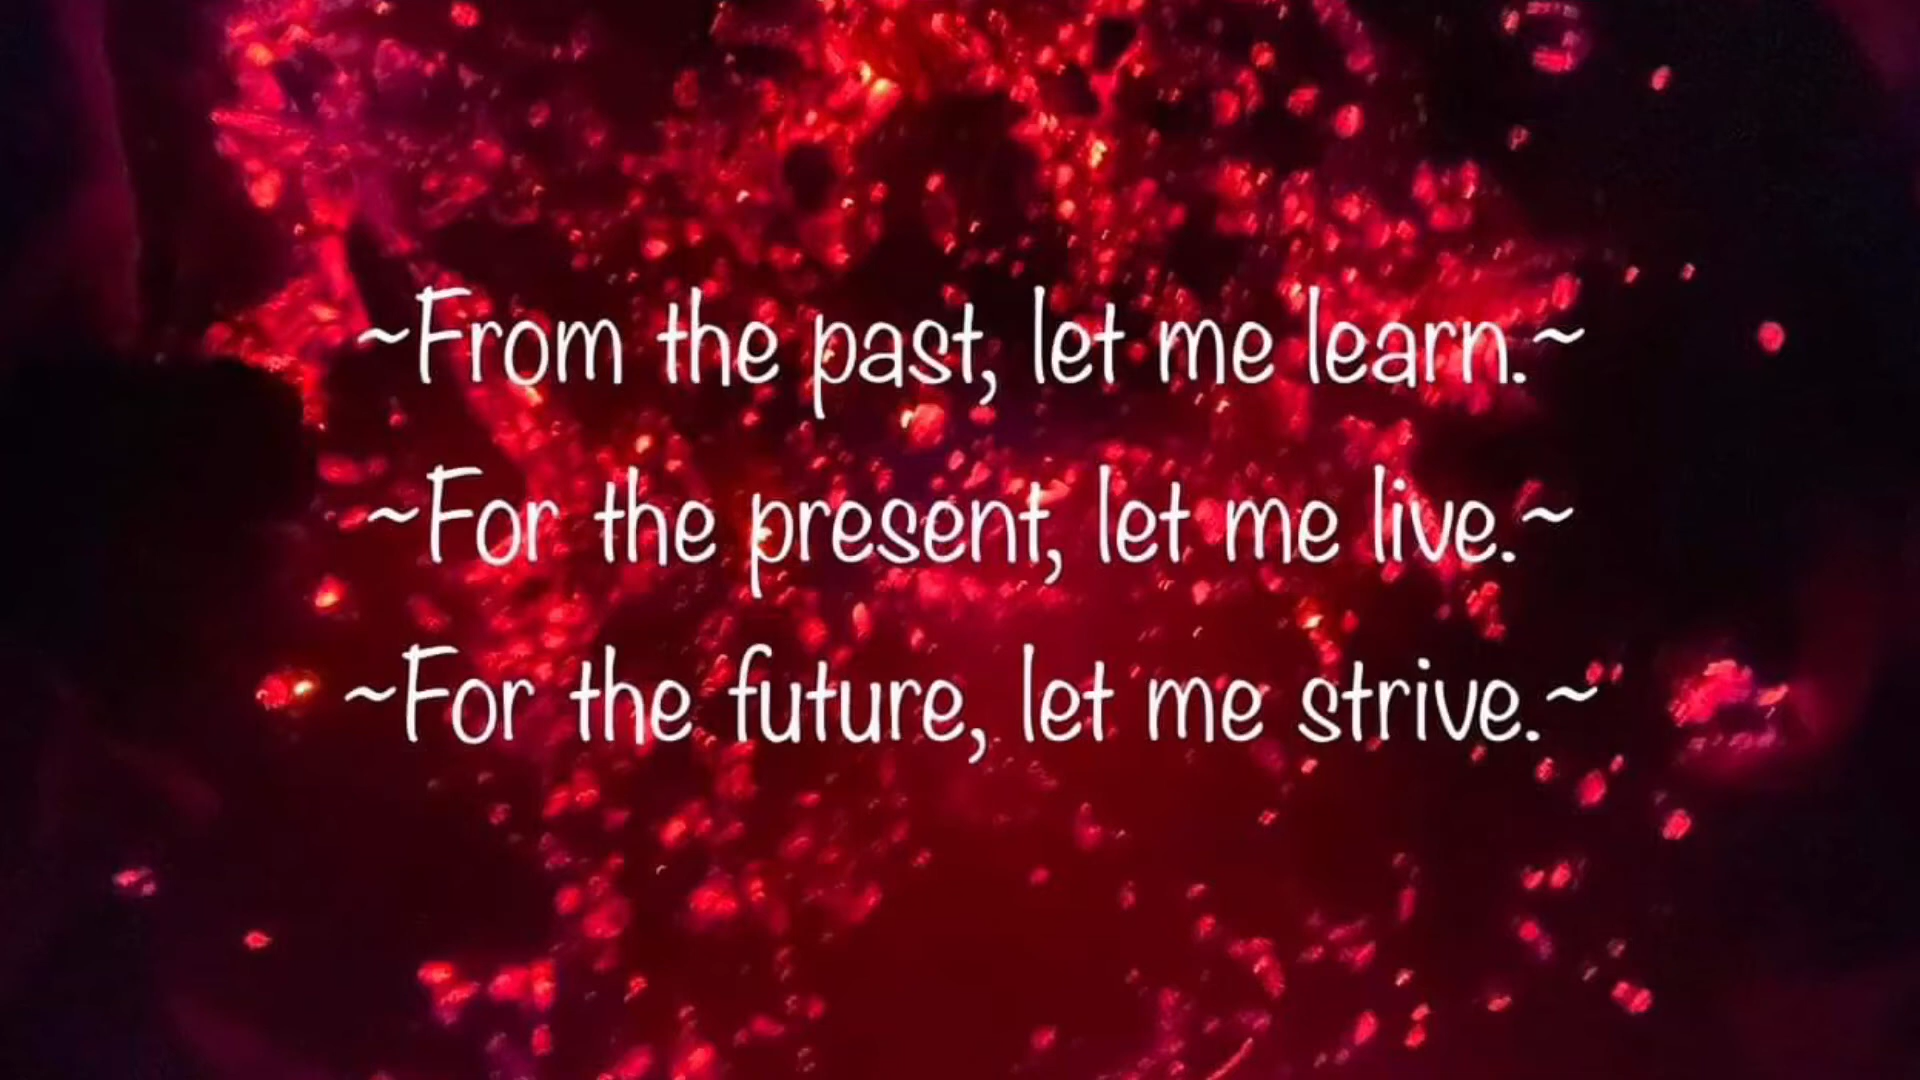 ~From the past, let me learn.~
~For the present, let me live.~
~For the future, let me strive.~